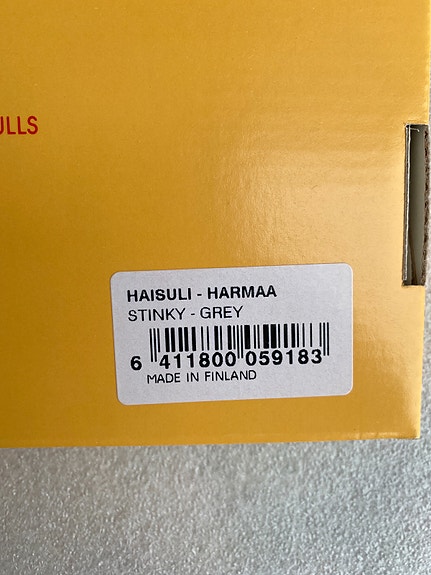 ULLS
HAISULI - HARMAA
STINKY - GREY
6 411800 059183
MADE IN FINLAND